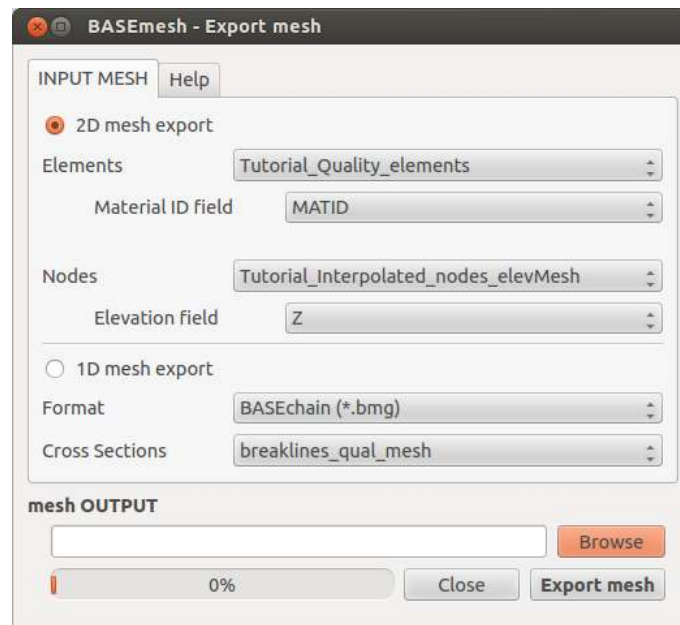 BASEmesh - Export mesh
INPUT MESH Help
2D mesh export
Elements Tutorial_Quality_elements
Material ID field MATID
Nodes Tutorial_Interpolated_nodes_elevMesh
Elevation field Z
1D mesh export
Format BASEchain (*.bmg)
Cross Sections breaklines_qual_mesh
mesh OUTPUT
Browse
0% Close Export mesh